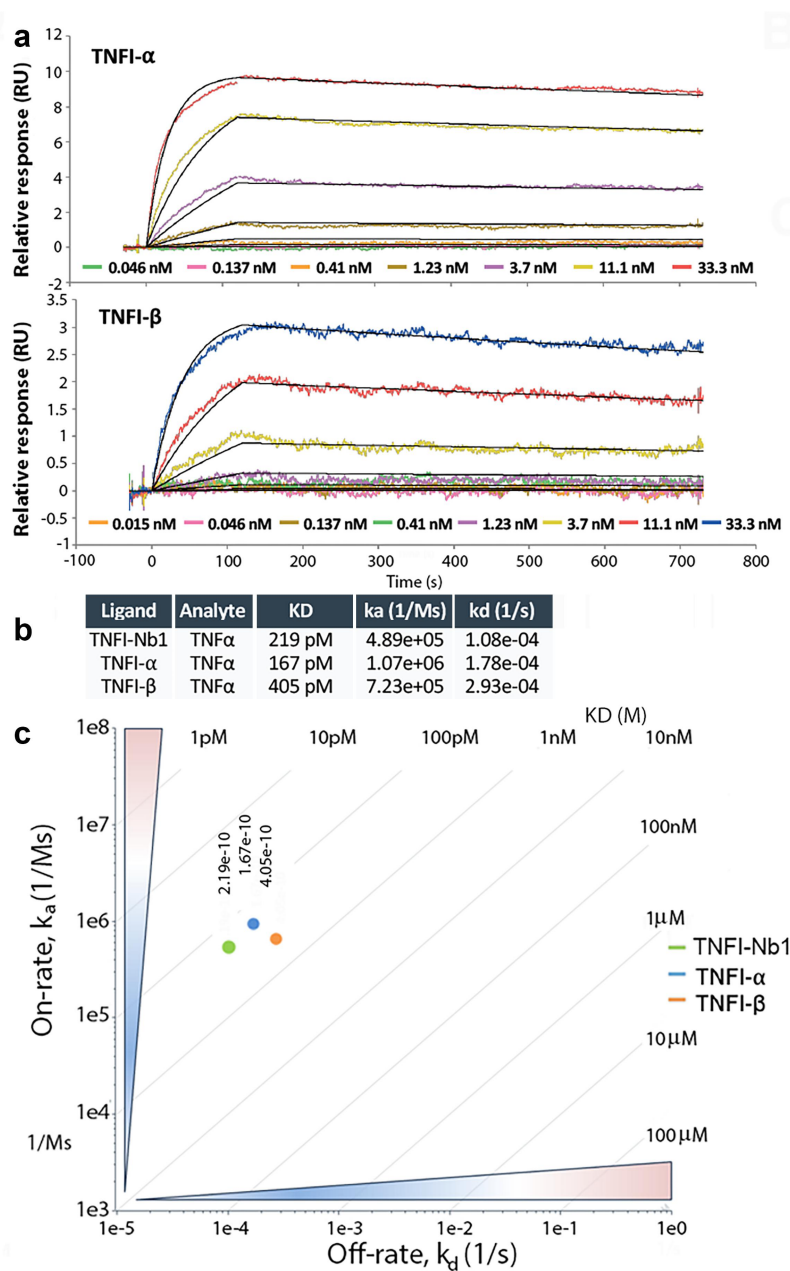 a
TNFI-α
Relative response (RU)
12
10
8
6
4
2
0
-2
0.046 nM 0.137 nM 0.41 nM 1.23 nM 3.7 nM 11.1 nM 33.3 nM
TNFI-β
Relative response (RU)
3.5
3
2.5
2
1.5
1
0.5
0
-0.5
-1
0.015 nM 0.046 nM 0.137 nM 0.41 nM 1.23 nM 3.7 nM 11.1 nM 33.3 nM
-100 0 100 200 300 400 500 600 700 800
Time (s)
b
Ligand Analyte KD ka (1/Ms) kd (1/s)
TNFI-Nb1 TNFα 219 pM 4.89e+05 1.08e-04
TNFI-α TNFα 167 pM 1.07e+06 1.78e-04
TNFI-β TNFα 405 pM 7.23e+05 2.93e-04
c
KD (M)
1pM 10pM 100pM 1nM 10nM
100nM
1μM
10μM
100μM
On-rate, ka (1/Ms)
1e8
1e7
1e6
1e5
1e4
1/Ms
1e3
2.19e-10
1.67e-10
4.05e-10
TNFI-Nb1
TNFI-α
TNFI-β
1e-5 1e-4 1e-3 1e-2 1e-1 1e0
Off-rate, kd (1/s)